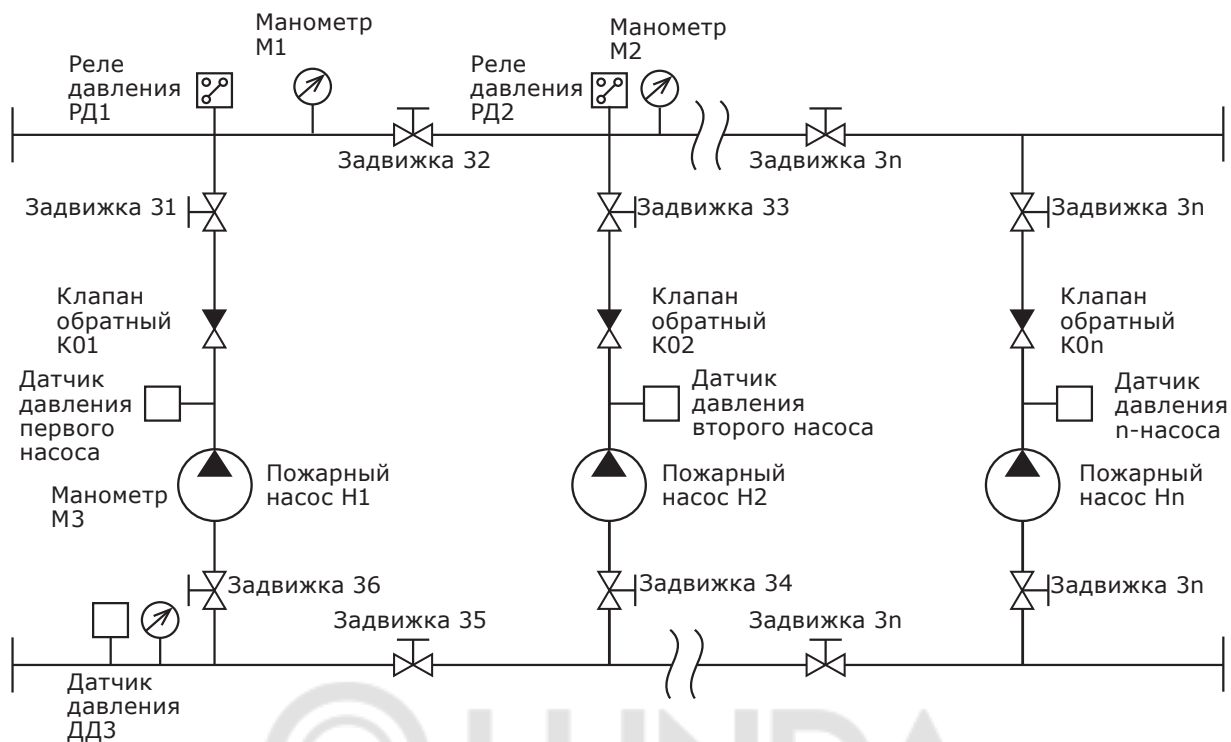 Манометр
М1
Манометр
М2
Реле
давления
РД1
Реле
давления
РД2
Задвижка 32
Задвижка 3n
Задвижка 31
Задвижка 33
Задвижка 3n
Клапан
обратный
К01
Клапан
обратный
К02
Клапан
обратный
К0n
Датчик
давления
первого
насоса
Датчик
давления
второго насоса
Датчик
давления
n-насоса
Манометр
М3
Пожарный
насос Н1
Пожарный
насос Н2
Пожарный
насос Нn
Задвижка 36
Задвижка 34
Задвижка 3n
Задвижка 35
Задвижка 3n
Датчик
давления
ДД3
LUNDA